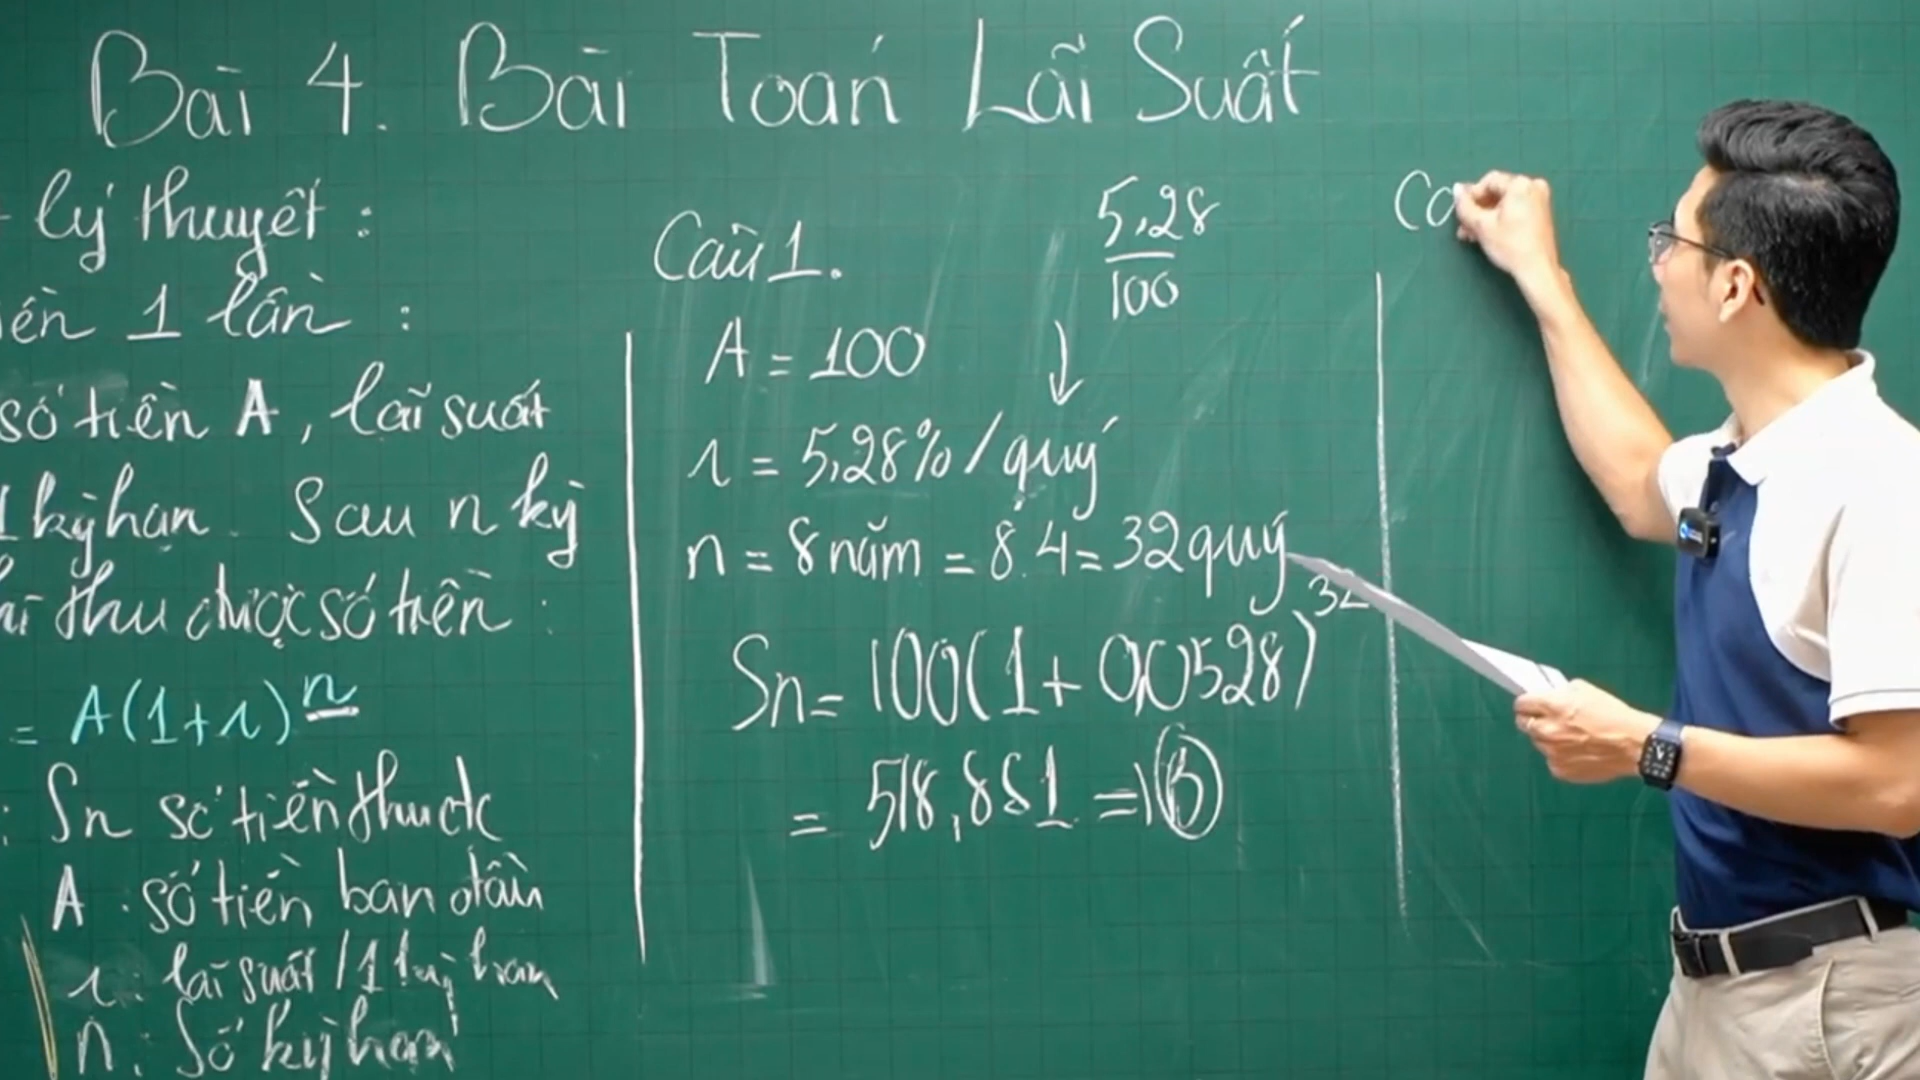 Bài 4. Bài Toán Lãi Suất
lý thuyết :
1 lần :
số tiền A, lãi suất
1 kỳ hạn. Sau n kỳ
thu được số tiền :
= A(1+r)^n
Sn số tiền thu đc
A. số tiền ban đầu
r: lãi suất /1 kỳ hạn
n: Số kỳ hạn
Câu 1.
5,28
100
A = 100
r = 5,28% / quý
n = 8 năm = 8.4 = 32 quý
Sn = 100(1 + 0,0528)^32
= 518,881 => B